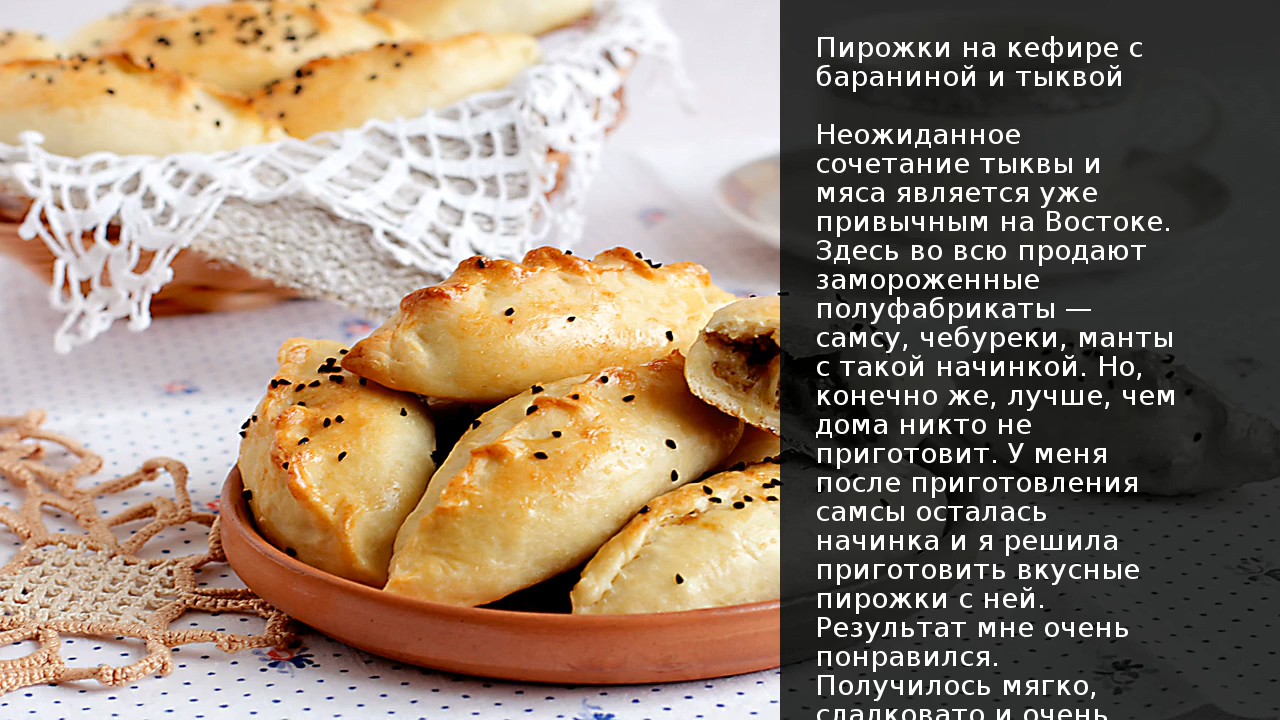 Пирожки на кефире с
бараниной и тыквой
Неожиданное
сочетание тыквы и
мяса является уже
привычным на Востоке.
Здесь во всю продают
замороженные
полуфабрикаты —
самсу, чебуреки, манты
с такой начинкой. Но,
конечно же, лучше, чем
дома никто не
приготовит. У меня
после приготовления
самсы осталась
начинка и я решила
приготовить вкусные
пирожки с ней.
Результат мне очень
понравился.
Получилось мягко,
сладковато и очень